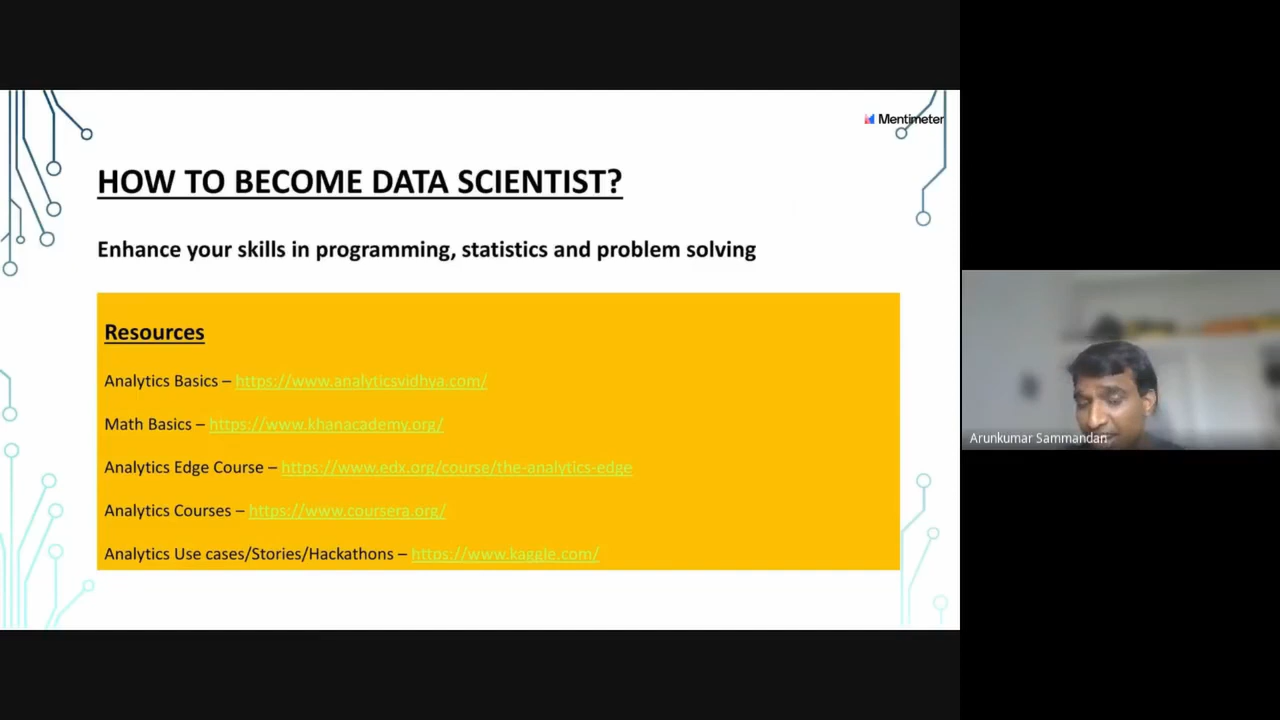 Mentimeter
HOW TO BECOME DATA SCIENTIST?
Enhance your skills in programming, statistics and problem solving
Resources
Analytics Basics – https://www.analyticsvidhya.com/
Math Basics – https://www.khanacademy.org/
Analytics Edge Course – https://www.edx.org/course/the-analytics-edge
Analytics Courses – https://www.coursera.org/
Analytics Use cases/Stories/Hackathons – https://www.kaggle.com/
Arunkumar Sammandan